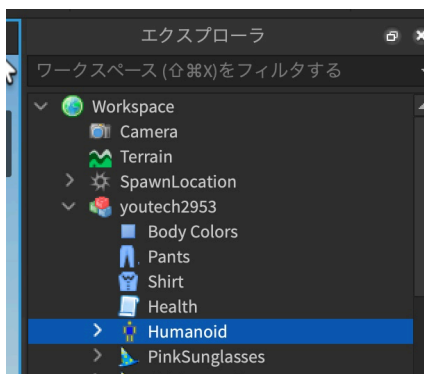 エクスプローラ
ワークスペース (⇧⌘X)をフィルタする
Workspace
Camera
Terrain
SpawnLocation
youtech2953
Body Colors
Pants
Shirt
Health
Humanoid
PinkSunglasses